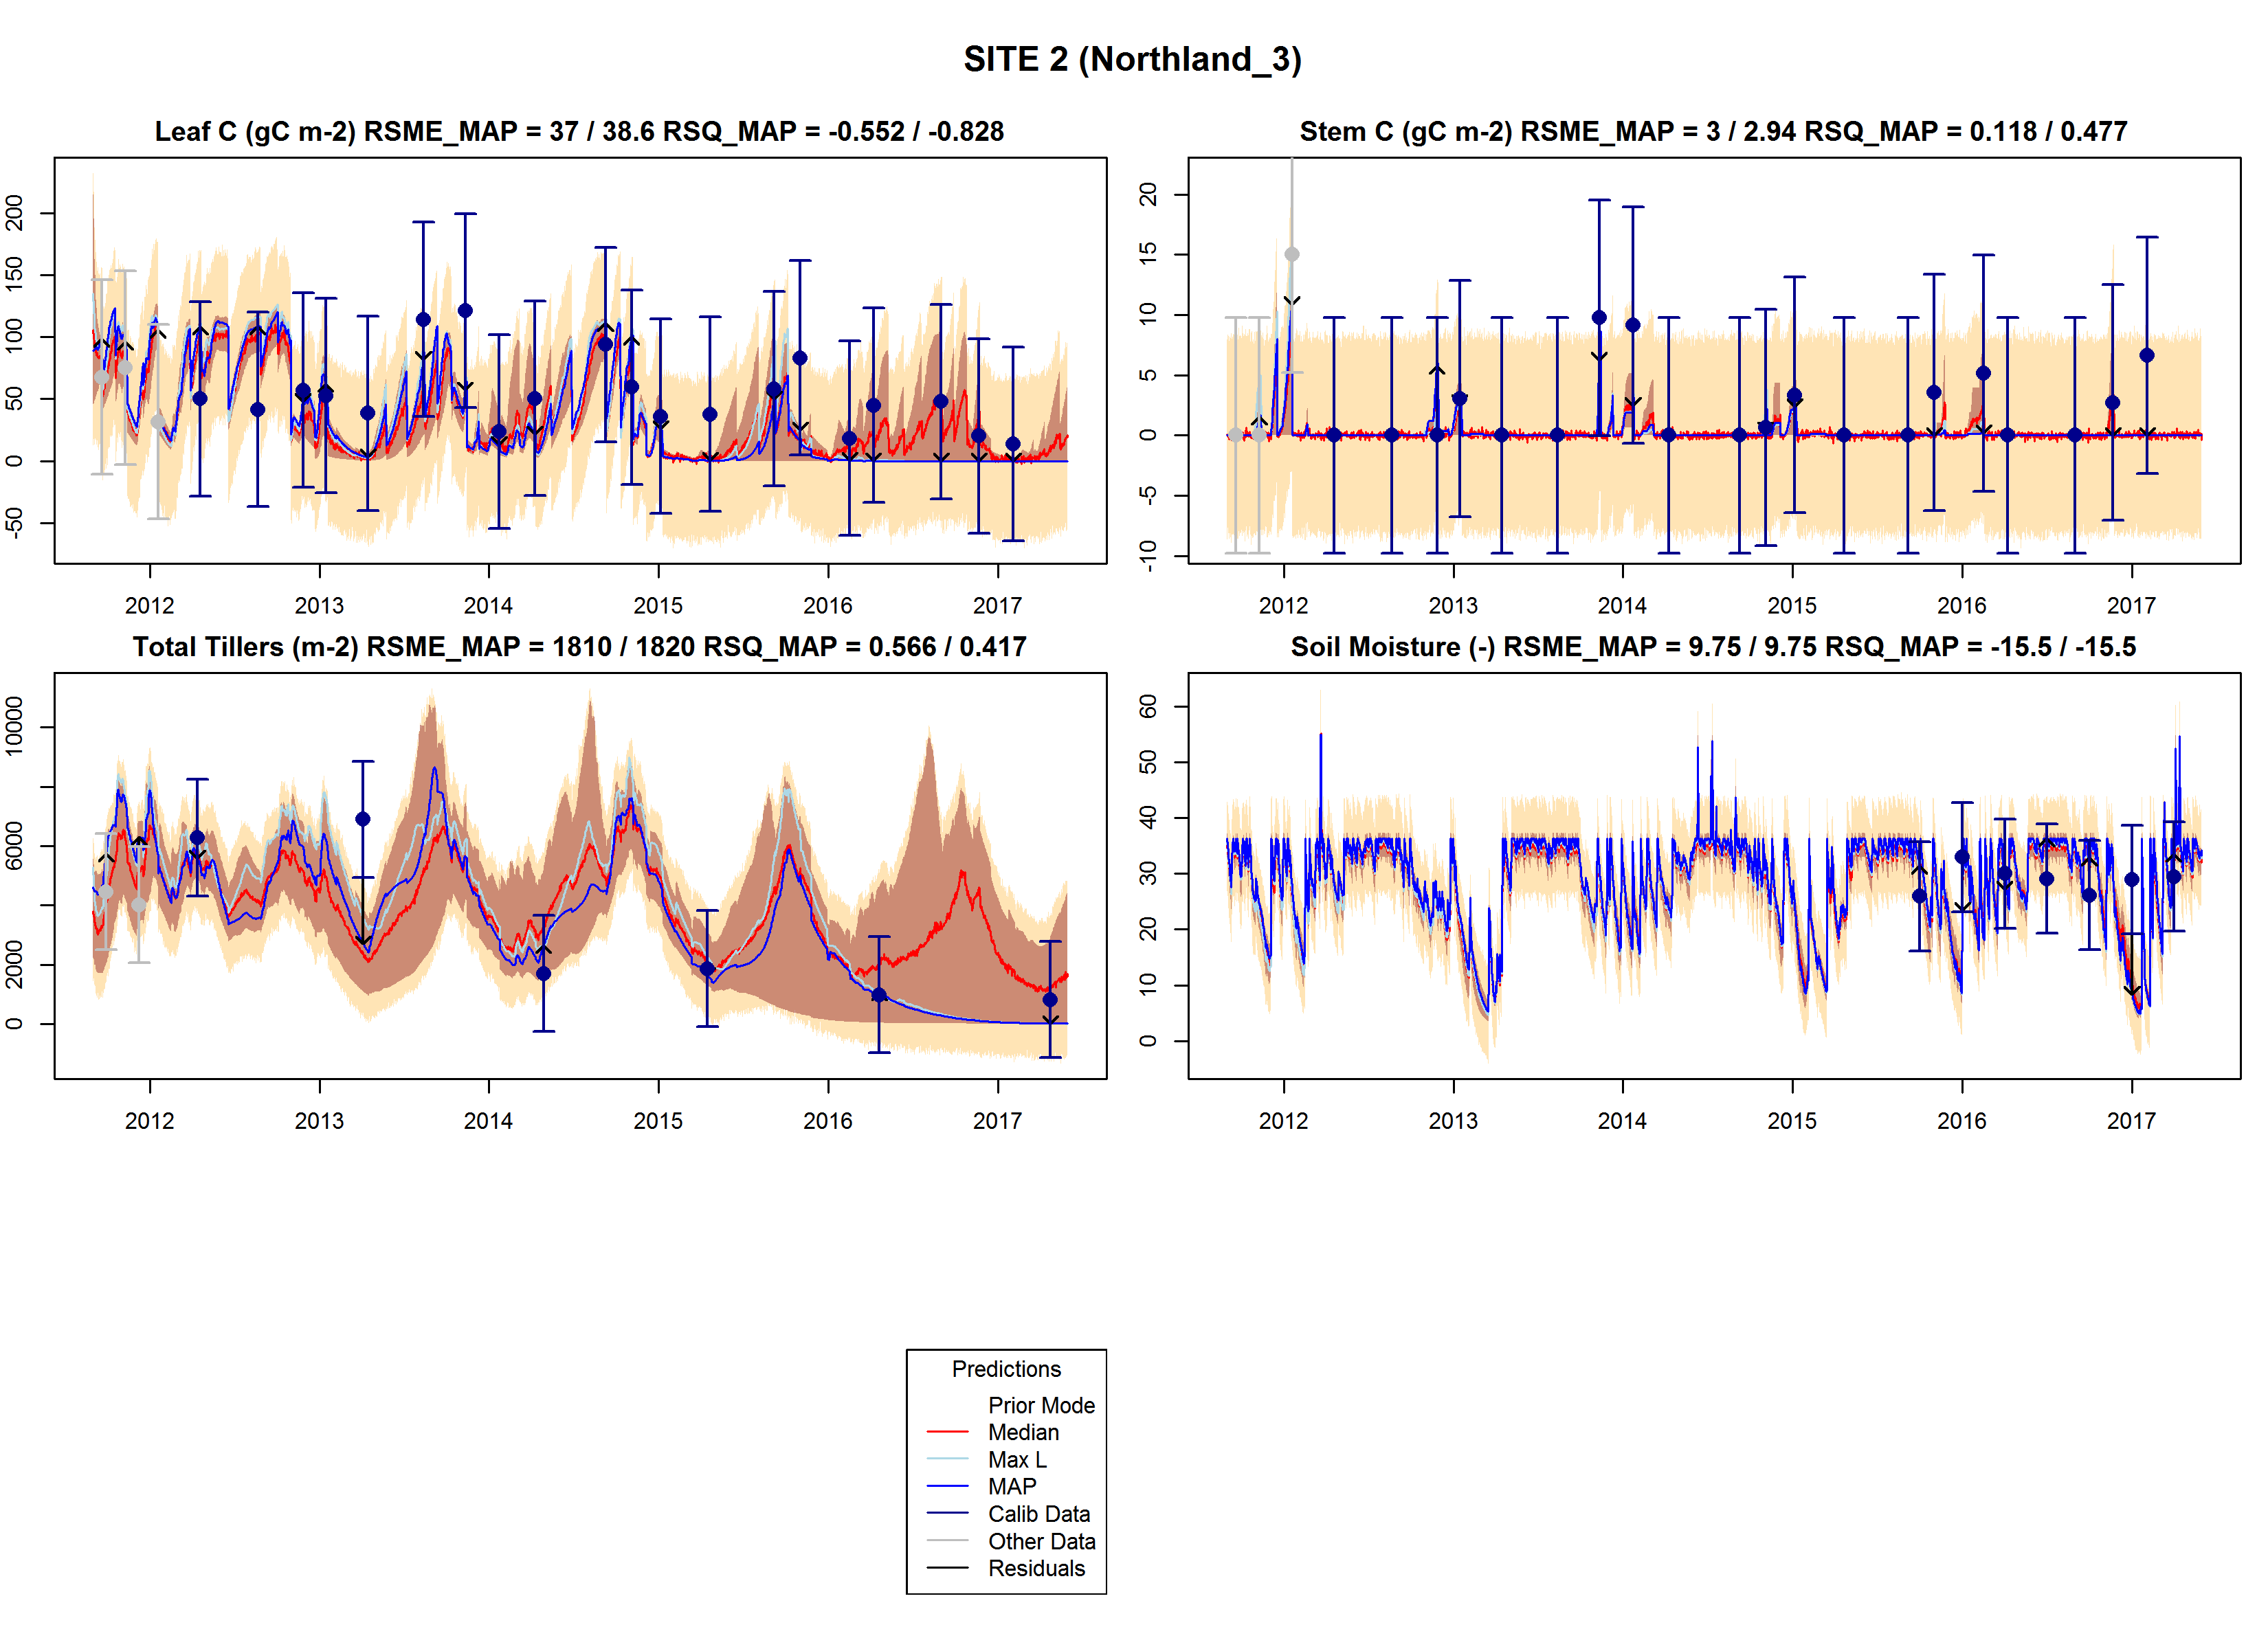 SITE 2 (Northland_3)
Leaf C (gC m-2) RSME_MAP = 37 / 38.6 RSQ_MAP = -0.552 / -0.828
200
150
100
50
0
-50
2012 2013 2014 2015 2016 2017
Stem C (gC m-2) RSME_MAP = 3 / 2.94 RSQ_MAP = 0.118 / 0.477
20
15
10
5
0
-5
-10
2012 2013 2014 2015 2016 2017
Total Tillers (m-2) RSME_MAP = 1810 / 1820 RSQ_MAP = 0.566 / 0.417
10000
6000
2000
0
2012 2013 2014 2015 2016 2017
Soil Moisture (-) RSME_MAP = 9.75 / 9.75 RSQ_MAP = -15.5 / -15.5
60
50
40
30
20
10
0
2012 2013 2014 2015 2016 2017
Predictions
Prior Mode
Median
Max L
MAP
Calib Data
Other Data
Residuals